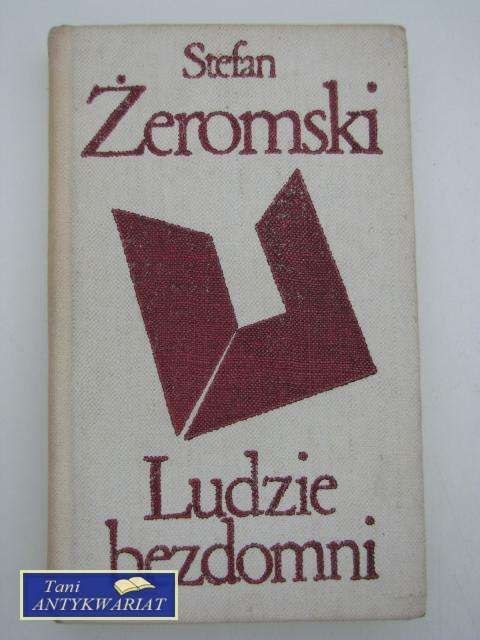 Stefan
Żeromski
Ludzie
bezdomni
Tani
ANTYKWARIAT